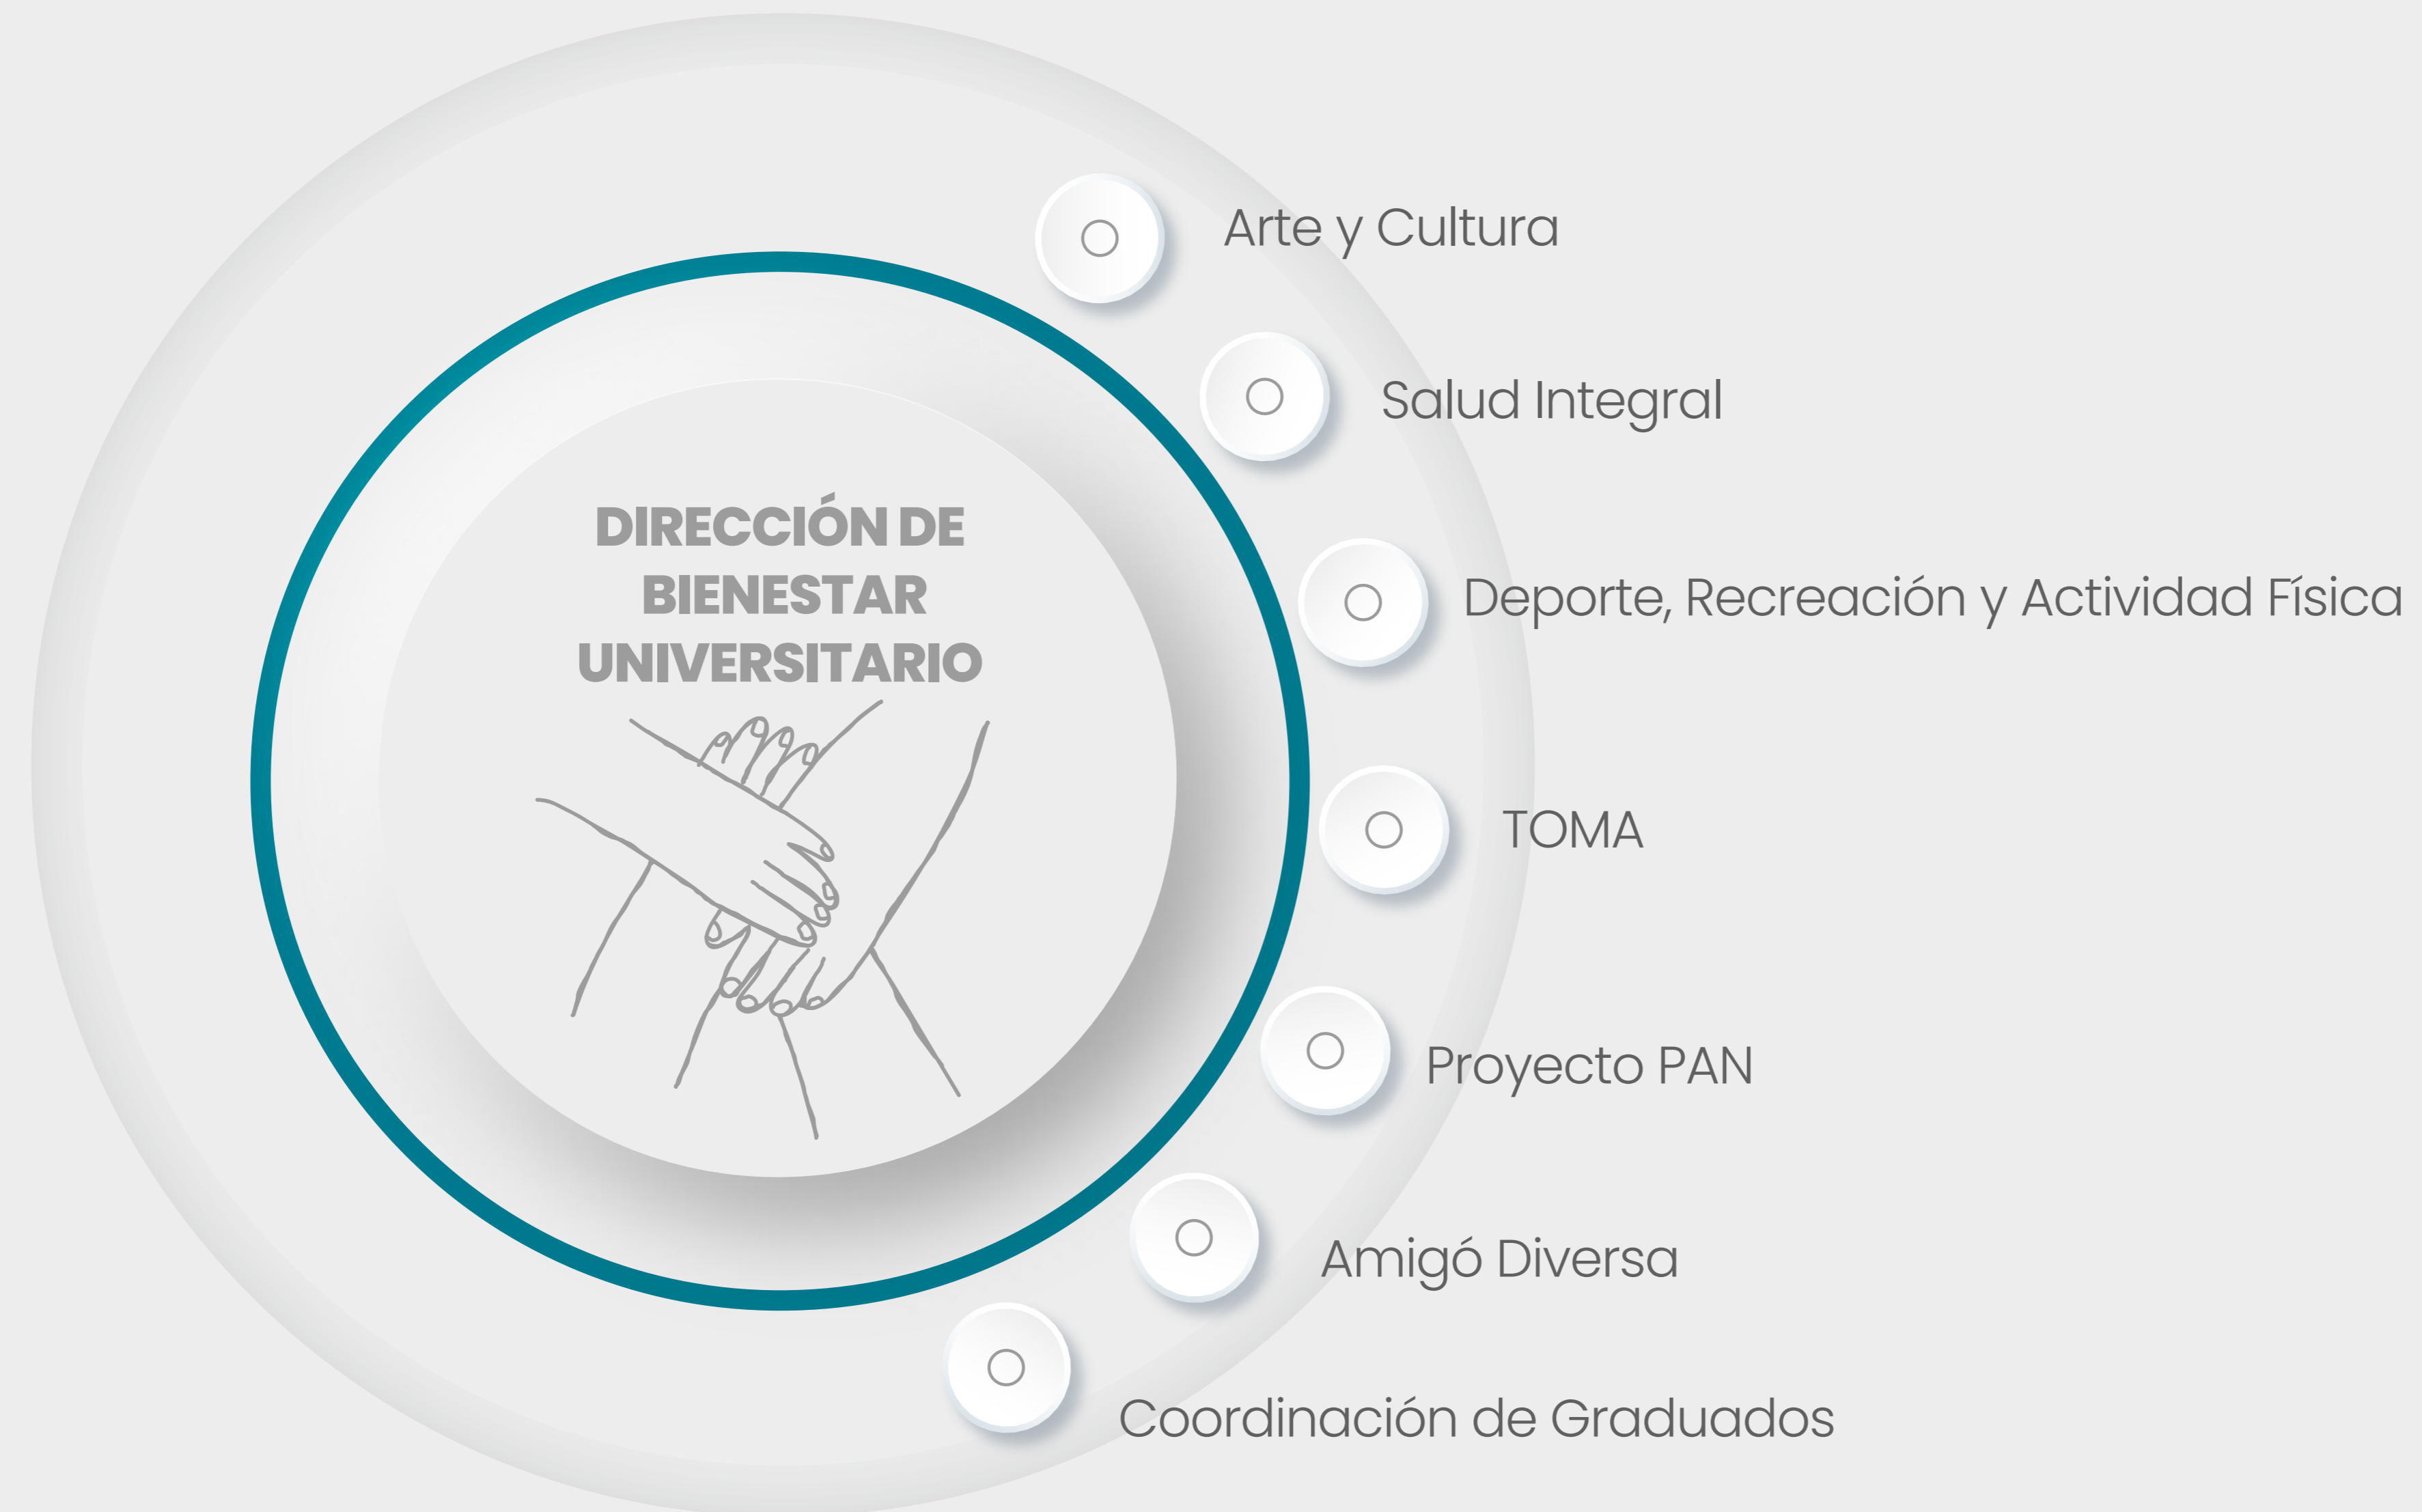 DIRECCIÓN DE
BIENESTAR
UNIVERSITARIO
Arte y Cultura
Salud Integral
Deporte, Recreación y Actividad Física
TOMA
Proyecto PAN
Amigó Diversa
Coordinación de Graduados